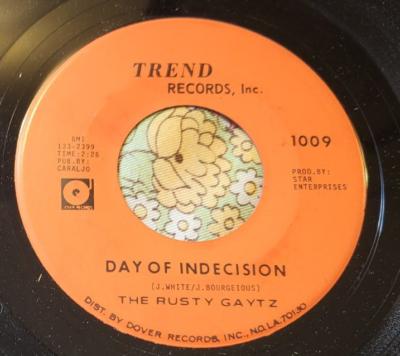 TREND
RECORDS, Inc.
BMI
133-2399
TIME:2:26
PUB.BY:
CARALJO
1009
PROD.BY:
STAR
ENTERPRISES
DAY OF INDECISION
(J.WHITE/J.BOURGEIOUS)
THE RUSTY GAYTZ
DIST. BY DOVER RECORDS, INC., N.O.LA. 70130